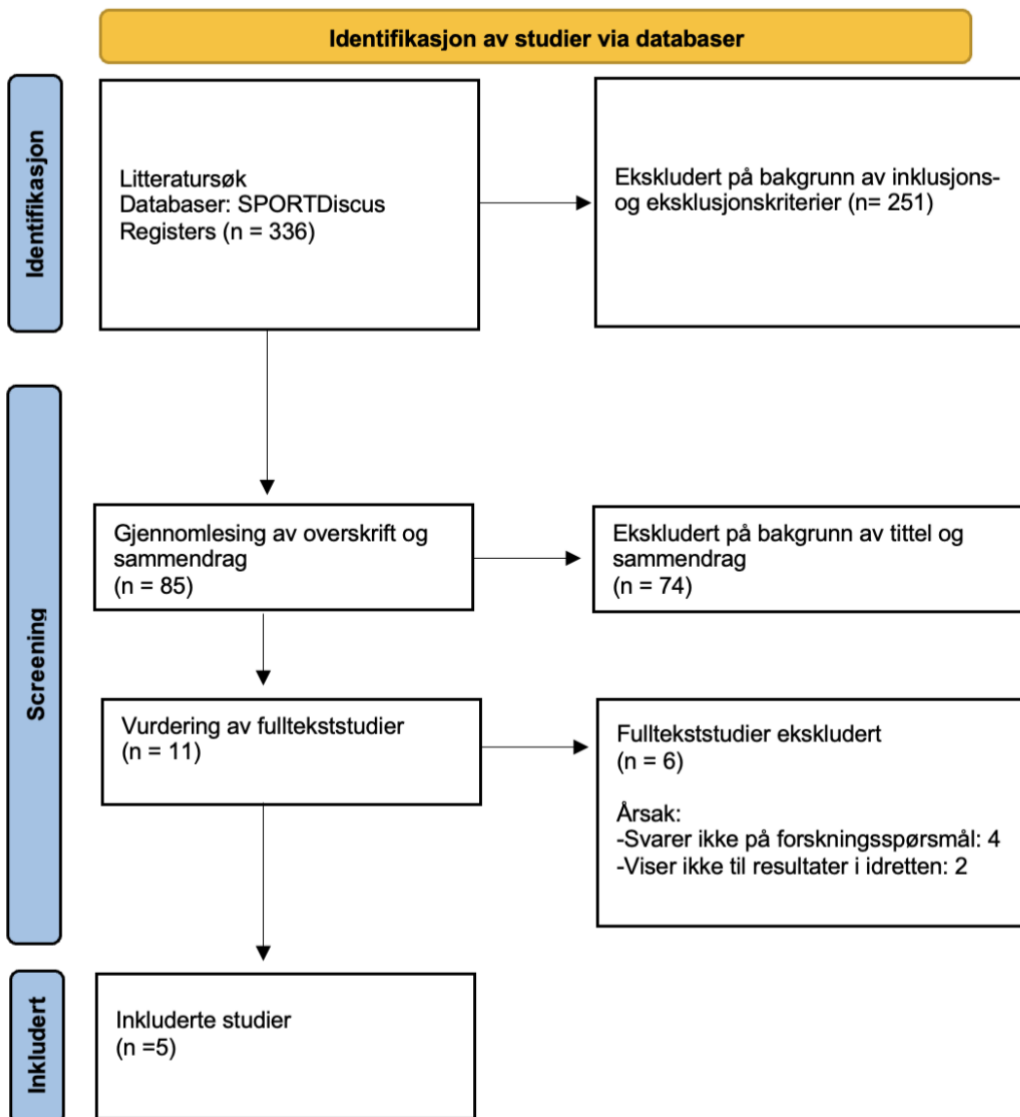 Identifikasjon av studier via databaser
Identifikasjon
Litteratursøk
Databaser: SPORTDiscus
Registers (n = 336)
Ekskludert på bakgrunn av inklusjons-
og eksklusjonskriterier (n= 251)
Screening
Gjennomlesing av overskrift og
sammendrag
(n = 85)
Ekskludert på bakgrunn av tittel og
sammendrag
(n = 74)
Vurdering av fulltekststudier
(n = 11)
Fulltekststudier ekskludert
(n = 6)
Årsak:
-Svarer ikke på forskningsspørsmål: 4
-Viser ikke til resultater i idretten: 2
Inkludert
Inkluderte studier
(n =5)